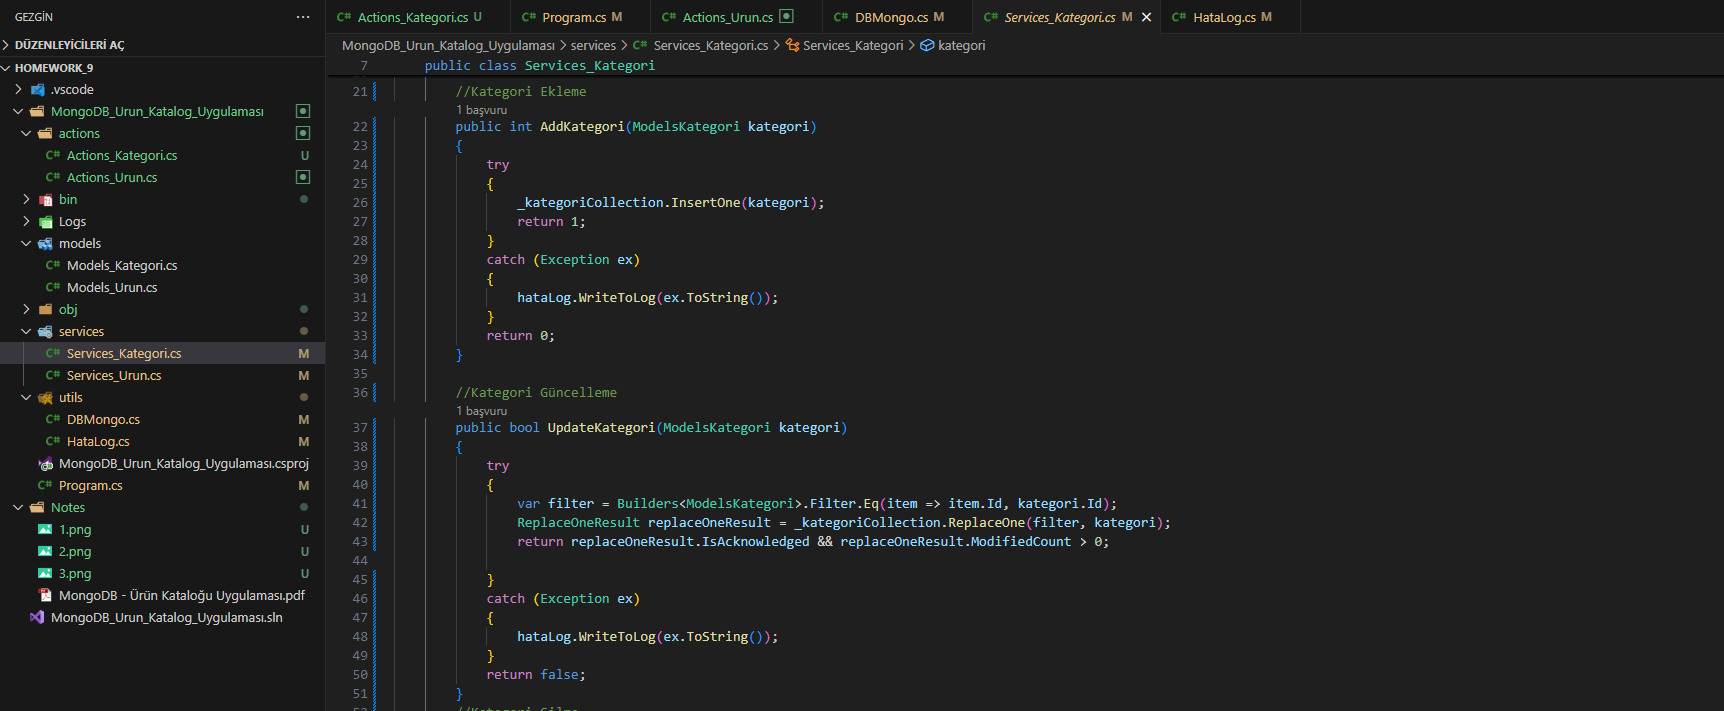 GEZGİN
DÜZENLEYİCİLERİ AÇ
HOMEWORK_9
.vscode
MongoDB_Urun_Katalog_Uygulaması
actions
Actions_Kategori.cs U
Actions_Urun.cs
bin
Logs
models
Models_Kategori.cs
Models_Urun.cs
obj
services
Services_Kategori.cs M
Services_Urun.cs M
utils
DBMongo.cs M
HataLog.cs M
MongoDB_Urun_Katalog_Uygulaması.csproj
Program.cs M
Notes
1.png U
2.png U
3.png U
MongoDB - Ürün Kataloğu Uygulaması.pdf
MongoDB_Urun_Katalog_Uygulaması.sln
Actions_Kategori.cs U Program.cs M Actions_Urun.cs DBMongo.cs M Services_Kategori.cs M HataLog.cs M
MongoDB_Urun_Katalog_Uygulaması > services > Services_Kategori.cs > Services_Kategori > kategori
7 public class Services_Kategori
21 //Kategori Ekleme
1 başvuru
22 public int AddKategori(ModelsKategori kategori)
23 {
24 try
25 {
26 _kategoriCollection.InsertOne(kategori);
27 return 1;
28 }
29 catch (Exception ex)
30 {
31 hataLog.WriteToLog(ex.ToString());
32 }
33 return 0;
34 }
35
36 //Kategori Güncelleme
1 başvuru
37 public bool UpdateKategori(ModelsKategori kategori)
38 {
39 try
40 {
41 var filter = Builders<ModelsKategori>.Filter.Eq(item => item.Id, kategori.Id);
42 ReplaceOneResult replaceOneResult = _kategoriCollection.ReplaceOne(filter, kategori);
43 return replaceOneResult.IsAcknowledged && replaceOneResult.ModifiedCount > 0;
44
45 }
46 catch (Exception ex)
47 {
48 hataLog.WriteToLog(ex.ToString());
49 }
50 return false;
51 }